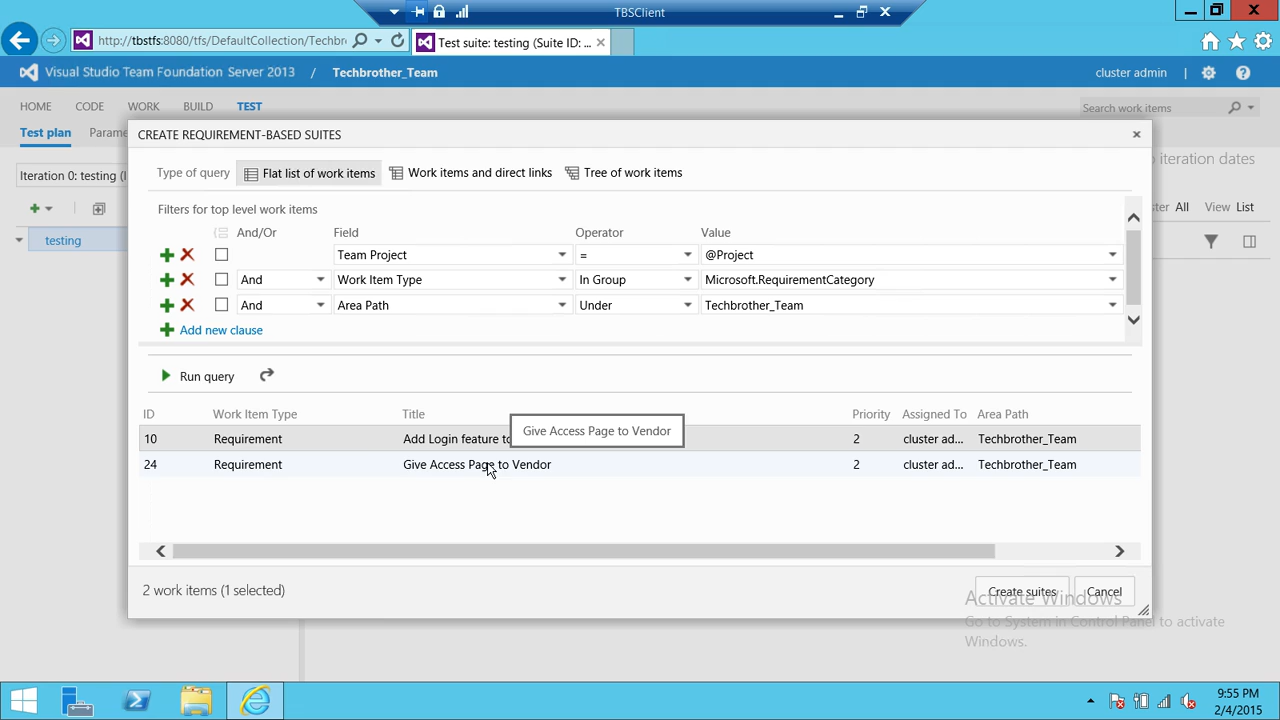 TBSClient
http://tbstfs:8080/tfs/DefaultCollection/Techbr
Test suite: testing (Suite ID: ...
Visual Studio Team Foundation Server 2013 / Techbrother_Team
cluster admin
HOME CODE WORK BUILD TEST
Search work items
Test plan
iteration dates
Iteration 0: testing
All View List
testing
CREATE REQUIREMENT-BASED SUITES
Type of query Flat list of work items Work items and direct links Tree of work items
Filters for top level work items
And/Or Field Operator Value
Team Project = @Project
And Work Item Type In Group Microsoft.RequirementCategory
And Area Path Under Techbrother_Team
Add new clause
Run query
ID Work Item Type Title Priority Assigned To Area Path
Give Access Page to Vendor
10 Requirement Add Login feature 2 cluster ad... Techbrother_Team
24 Requirement Give Access Page to Vendor 2 cluster ad... Techbrother_Team
2 work items (1 selected)
Create suites Cancel
Activate Windows
Go to System in Control Panel to activate
Windows.
9:55 PM
2/4/2015